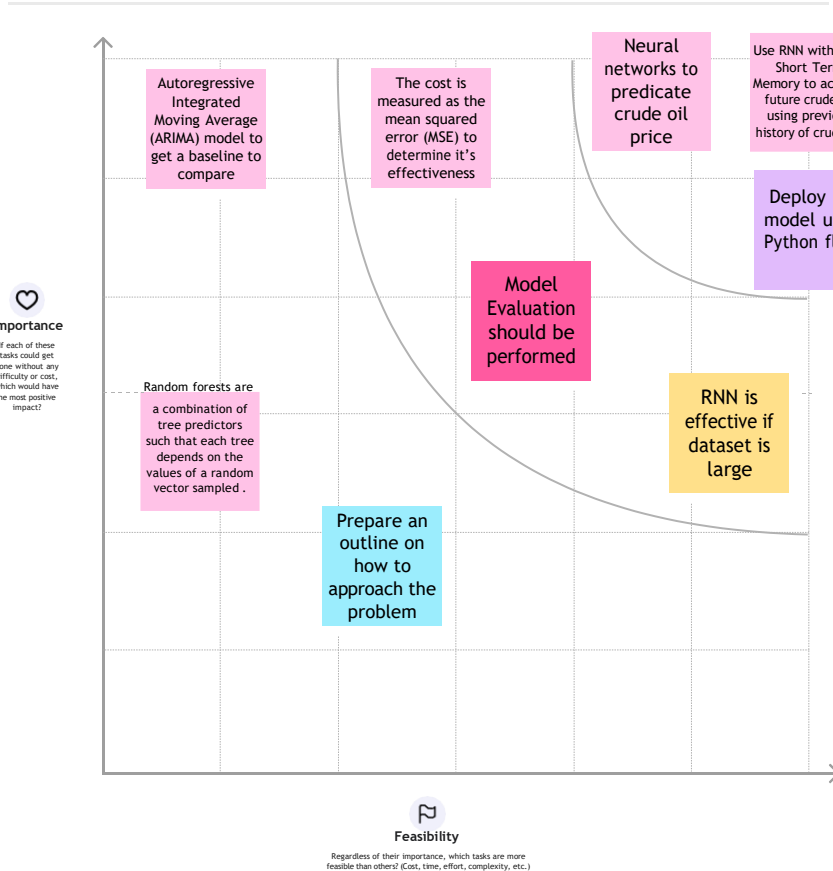 Autoregressive
Integrated
Moving Average
(ARIMA) model to
get a baseline to
compare
The cost is
measured as the
mean squared
error (MSE) to
determine it's
effectiveness
Neural
networks to
predicate
crude oil
price
Use RNN with
Short Ter
Memory to ac
future crude
using previ
history of cru
Deploy
model u
Python fl
Model
Evaluation
should be
performed
mportance
f each of these
tasks could get
one without any
ifficulty or cost,
hich would have
he most positive
impact?
Random forests are
a combination of
tree predictors
such that each tree
depends on the
values of a random
vector sampled .
RNN is
effective if
dataset is
large
Prepare an
outline on
how to
approach the
problem
Feasibility
Regardless of their importance, which tasks are more
feasible than others? (Cost, time, effort, complexity, etc.)